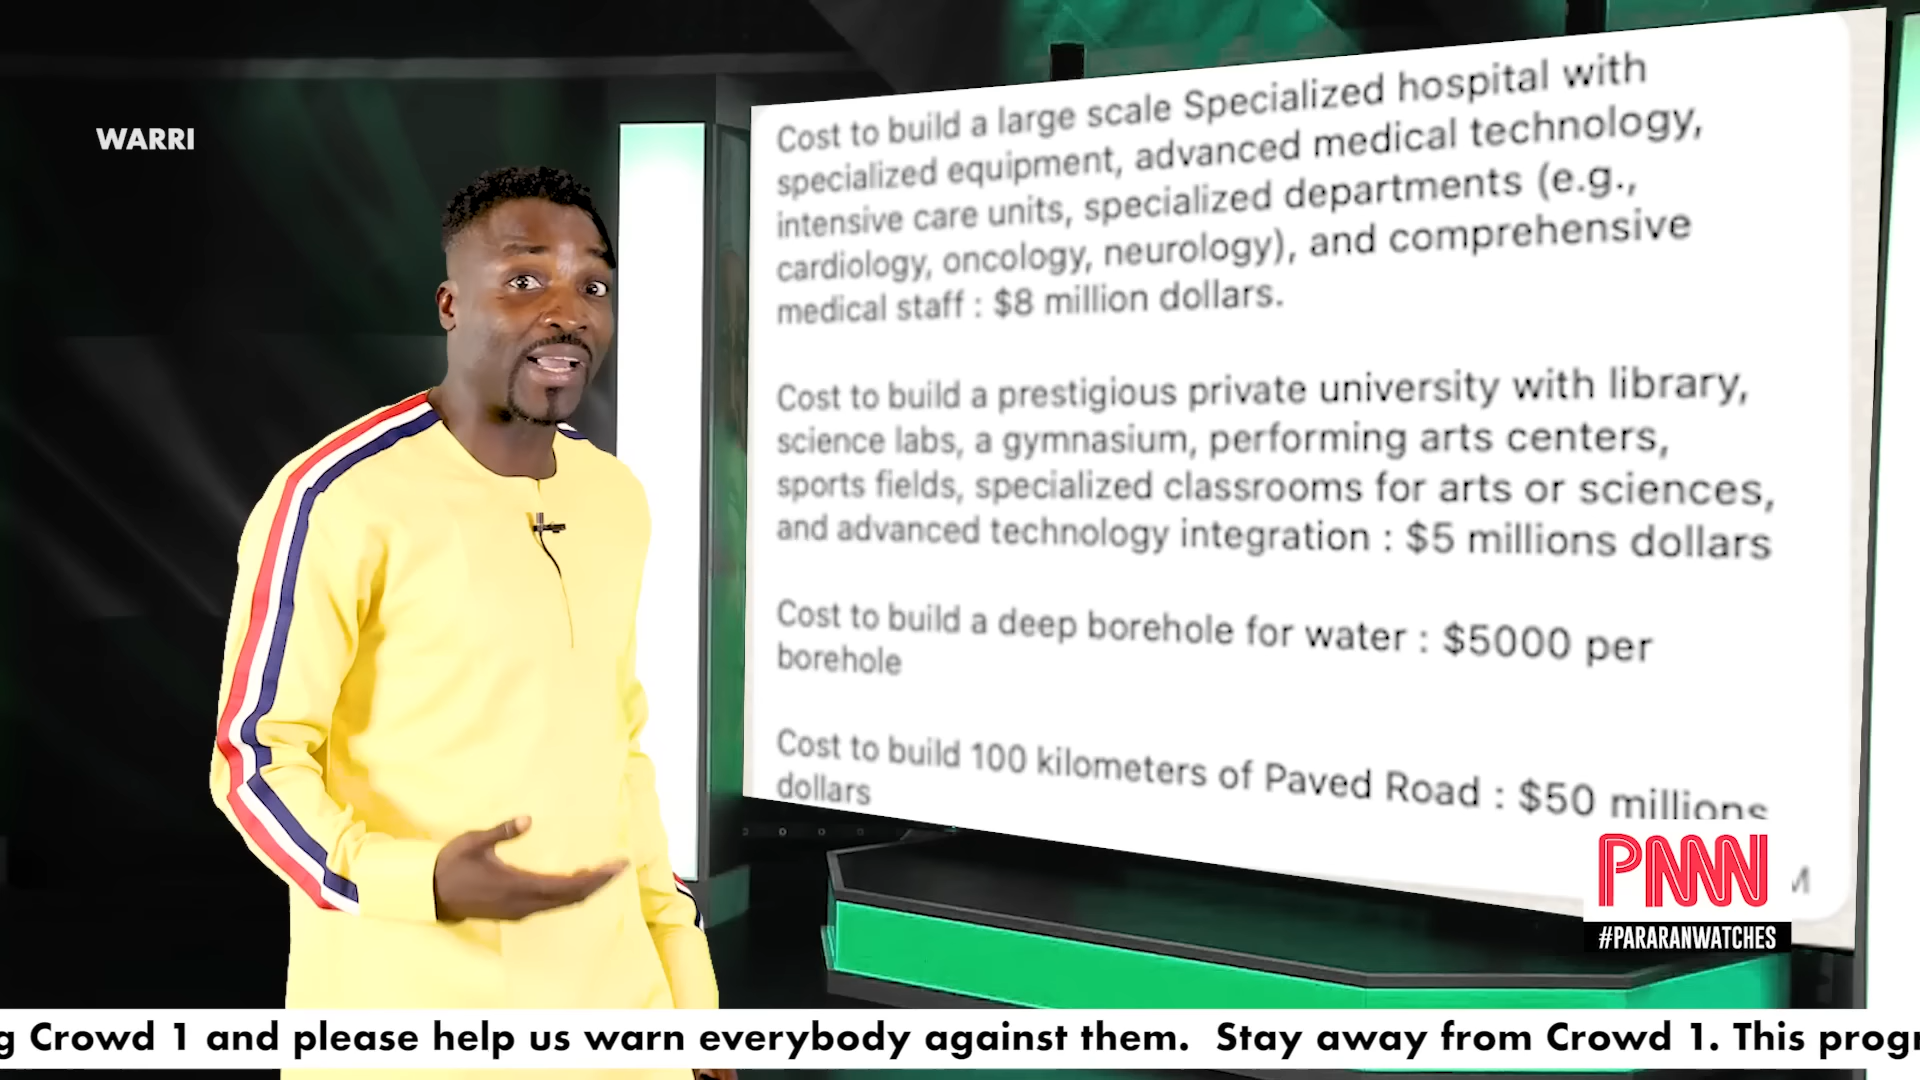 WARRI
Cost to build a large scale Specialized hospital with
specialized equipment, advanced medical technology,
intensive care units, specialized departments (e.g.,
cardiology, oncology, neurology), and comprehensive
medical staff : $8 million dollars.
Cost to build a prestigious private university with library,
science labs, a gymnasium, performing arts centers,
sports fields, specialized classrooms for arts or sciences,
and advanced technology integration : $5 millions dollars
Cost to build a deep borehole for water : $5000 per
borehole
Cost to build 100 kilometers of Paved Road : $50 millions
dollars
PNNN
#PARARANWATCHES
g Crowd 1 and please help us warn everybody against them. Stay away from Crowd 1. This progr